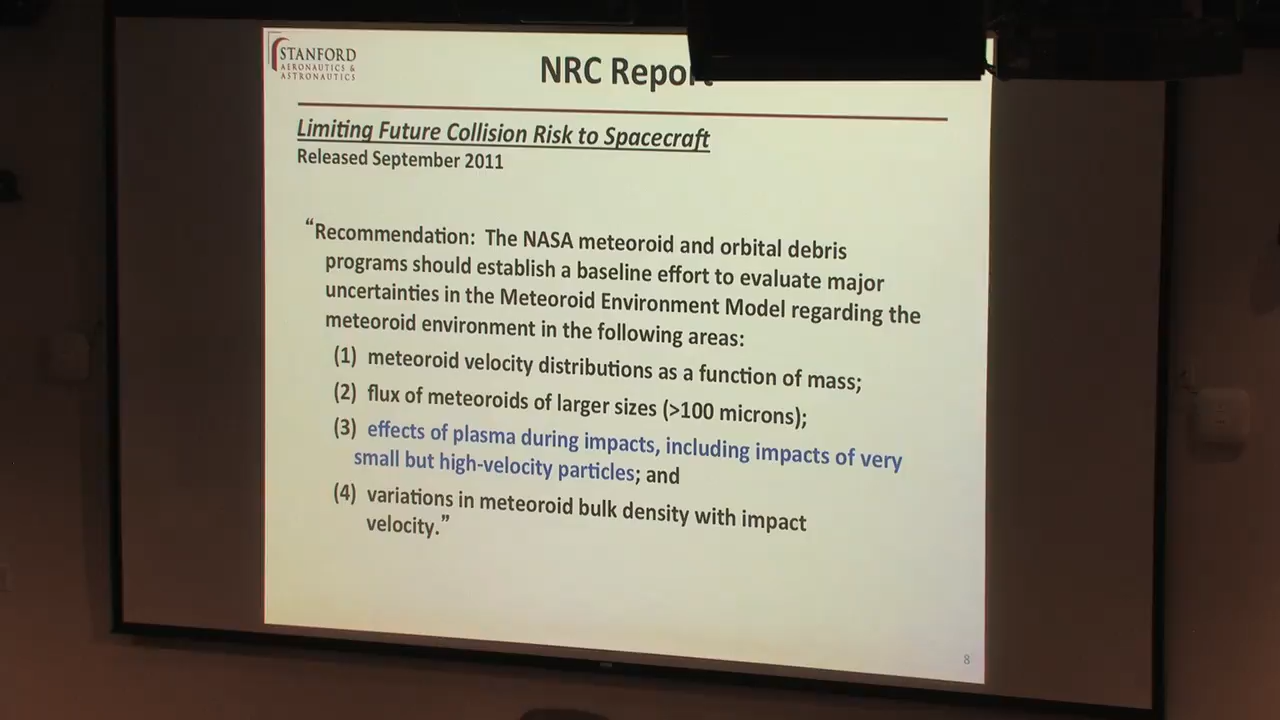 STANFORD
AERONAUTICS &
ASTRONAUTICS
NRC Report
Limiting Future Collision Risk to Spacecraft
Released September 2011
“Recommendation: The NASA meteoroid and orbital debris
programs should establish a baseline effort to evaluate major
uncertainties in the Meteoroid Environment Model regarding the
meteoroid environment in the following areas:
(1) meteoroid velocity distributions as a function of mass;
(2) flux of meteoroids of larger sizes (>100 microns);
(3) effects of plasma during impacts, including impacts of very
small but high-velocity particles; and
(4) variations in meteoroid bulk density with impact
velocity.”
8